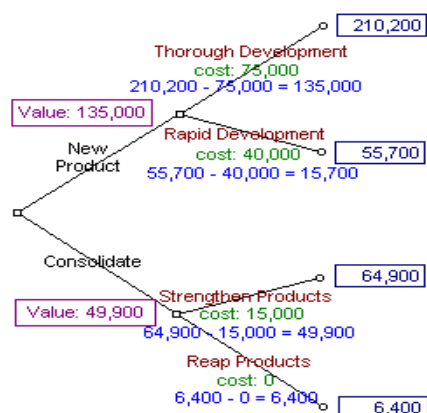 210,200
Thorough Development
cost: 75,000
210,200 - 75,000 = 135,000
Value: 135,000
Rapid Development
cost: 40,000
55,700
55,700 - 40,000 = 15,700
New
Product
Consolidate
64,900
Strengthen Products
cost: 15,000
Value: 49,900
64,900 - 15,000 = 49,900
Reap Products
cost: 0
6,400 - 0 = 6,400
6,400